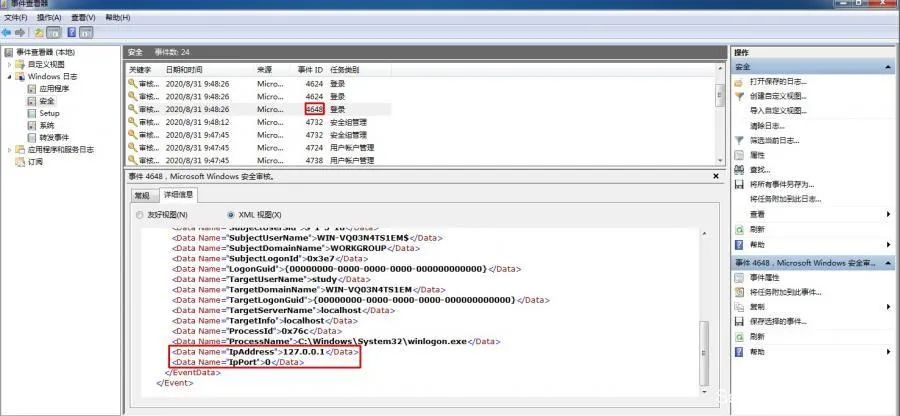 事件查看器
文件(F) 操作(A) 查看(V) 帮助(H)
事件查看器 (本地)
自定义视图
Windows 日志
应用程序
安全
Setup
系统
转发事件
应用程序和服务日志
订阅
安全 事件数: 24
关键字 日期和时间 来源 事件 ID 任务类别
审核... 2020/8/31 9:48:26 Micro... 4624 登录
审核... 2020/8/31 9:48:26 Micro... 4624 登录
审核... 2020/8/31 9:48:26 Micro... 4648 登录
审核... 2020/8/31 9:48:12 Micro... 4732 安全组管理
审核... 2020/8/31 9:47:45 Micro... 4732 安全组管理
审核... 2020/8/31 9:47:45 Micro... 4724 用户帐户管理
审核... 2020/8/31 9:47:45 Micro... 4738 用户帐户管理
事件 4648，Microsoft Windows 安全审核。
常规 详细信息
友好视图(N) XML 视图(X)
<Data Name="SubjectUserName">WIN-VQ03N4TS1EM$</Data>
<Data Name="SubjectDomainName">WORKGROUP</Data>
<Data Name="SubjectLogonId">0x3e7</Data>
<Data Name="LogonGuid">{00000000-0000-0000-0000-000000000000}</Data>
<Data Name="TargetUserName">study</Data>
<Data Name="TargetDomainName">WIN-VQ03N4TS1EM</Data>
<Data Name="TargetLogonGuid">{00000000-0000-0000-0000-000000000000}</Data>
<Data Name="TargetServerName">localhost</Data>
<Data Name="TargetInfo">localhost</Data>
<Data Name="ProcessId">0x76c</Data>
<Data Name="ProcessName">C:\Windows\System32\winlogon.exe</Data>
<Data Name="IpAddress">127.0.0.1</Data>
<Data Name="IpPort">0</Data>
</EventData>
</Event>
操作
安全
打开保存的日志...
创建自定义视图...
导入自定义视图...
清除日志...
筛选当前日志...
属性
查找...
将所有事件另存为...
将任务附加到此日志...
查看
刷新
帮助
事件 4648，Microsoft Windows 安全审...
事件属性
将任务附加到此事件...
复制
保存选择的事件...
刷新
帮助